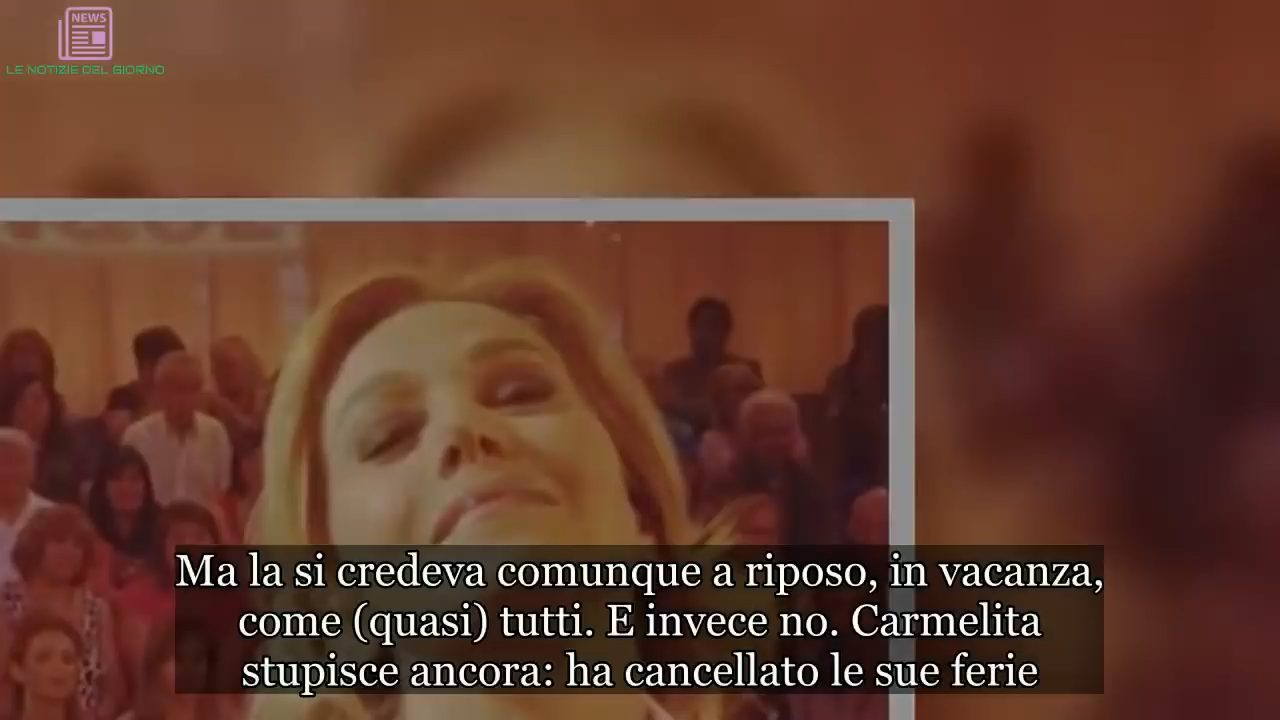 NEWS
LE NOTIZIE DEL GIORNO
Ma la si credeva comunque a riposo, in vacanza,
come (quasi) tutti. E invece no. Carmelita
stupisce ancora: ha cancellato le sue ferie